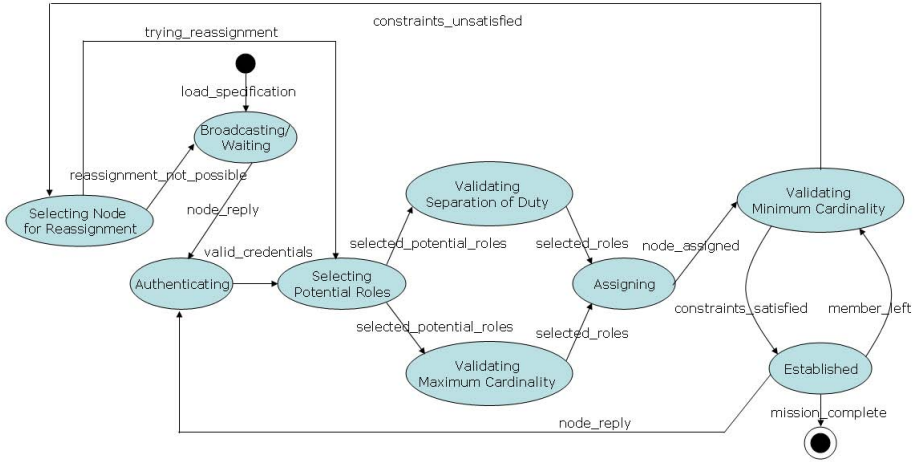 constraints_unsatisfied
trying_reassignment
load_specification
Broadcasting/
Waiting
reassignment_not_possible
Validating
Separation of Duty
Validating
Minimum Cardinality
Selecting Node
for Reassignment
node_reply
valid_credentials
selected_potential_roles
selected_roles
node_assigned
Authenticating
Selecting
Potential Roles
Assigning
constraints_satisfied
member_left
selected_potential_roles
selected_roles
Validating
Maximum Cardinality
Established
mission_complete
node_reply